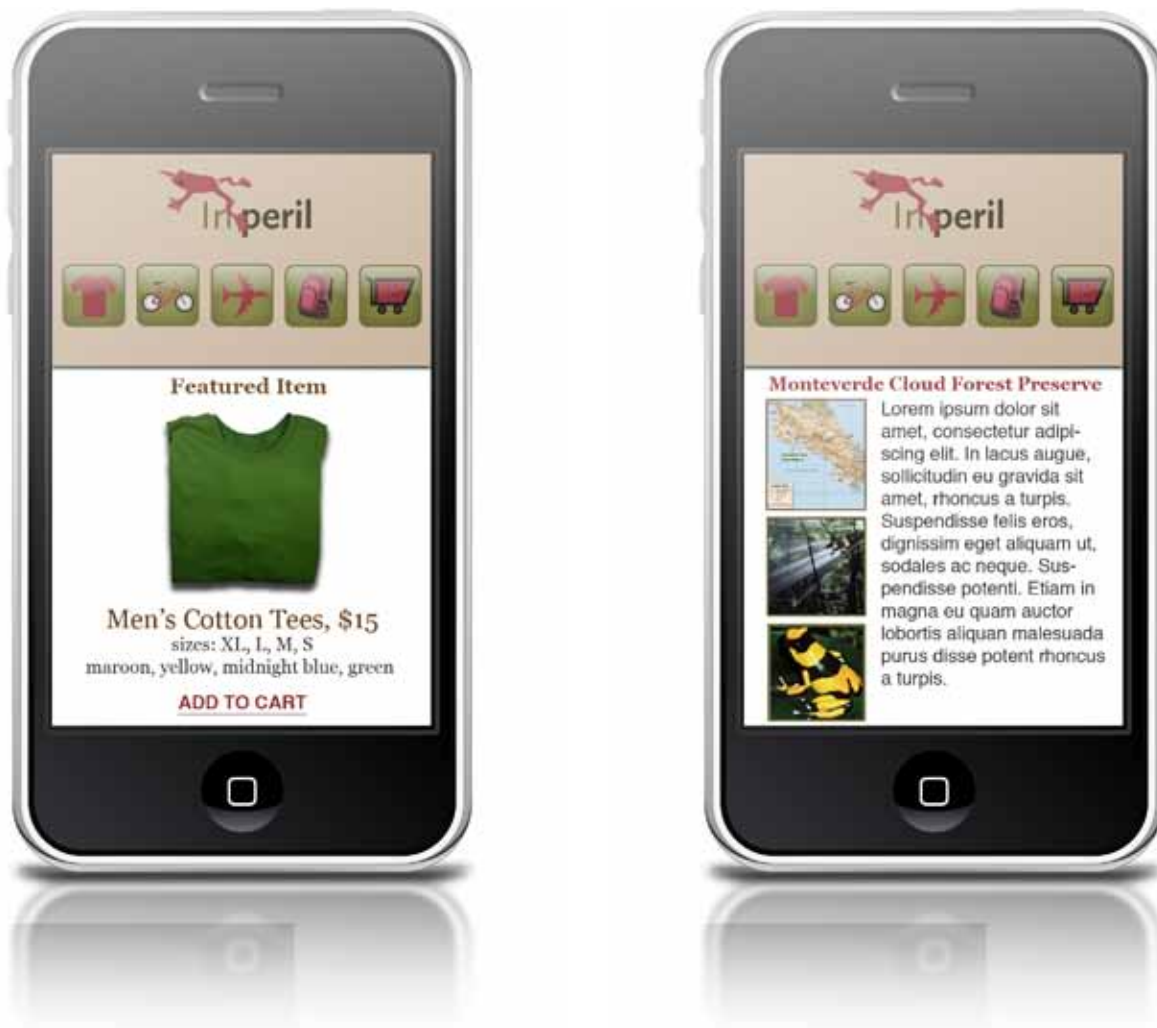 In peril
Featured Item
Men's Cotton Tees, $15
sizes: XL, L, M, S
maroon, yellow, midnight blue, green
ADD TO CART
In peril
Monteverde Cloud Forest Preserve
Lorem ipsum dolor sit
amet, consectetur adipi-
scing elit. In lacus augue,
sollicitudin eu gravida sit
amet, rhoncus a turpis.
Suspendisse felis eros,
dignissim eget aliquam ut,
sodales ac neque. Sus-
pendisse potenti. Etiam in
magna eu quam auctor
lobortis aliquan malesuada
purus disse potent rhoncus
a turpis.